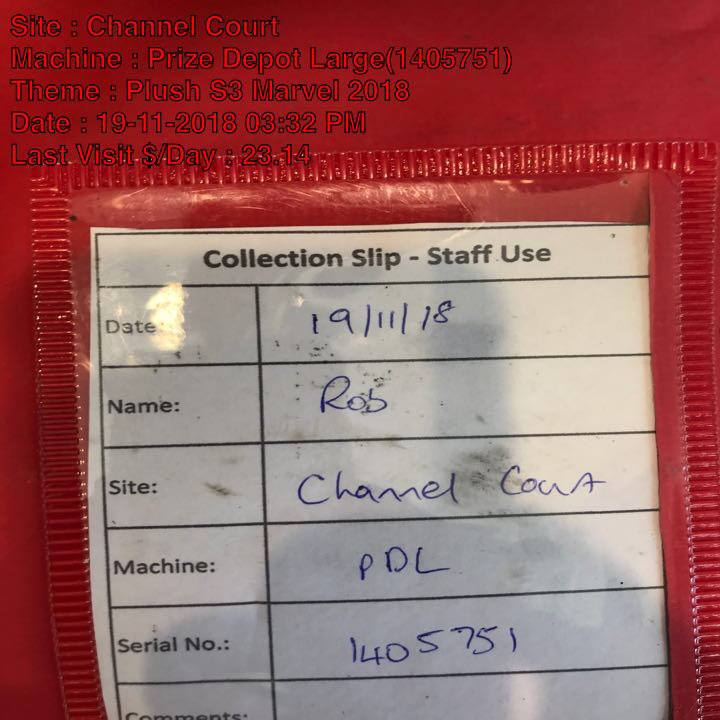 Site : Channel Court
Machine : Prize Depot Large(1405751)
Theme : Plush S3 Marvel 2018
Date : 19-11-2018 03:32 PM
Last Visit $/Day : 23.14
Collection Slip - Staff Use
Date 19/11/18
Name: Rob
Site: Channel Court
Machine: PDL
Serial No.: 1405751
Comments: